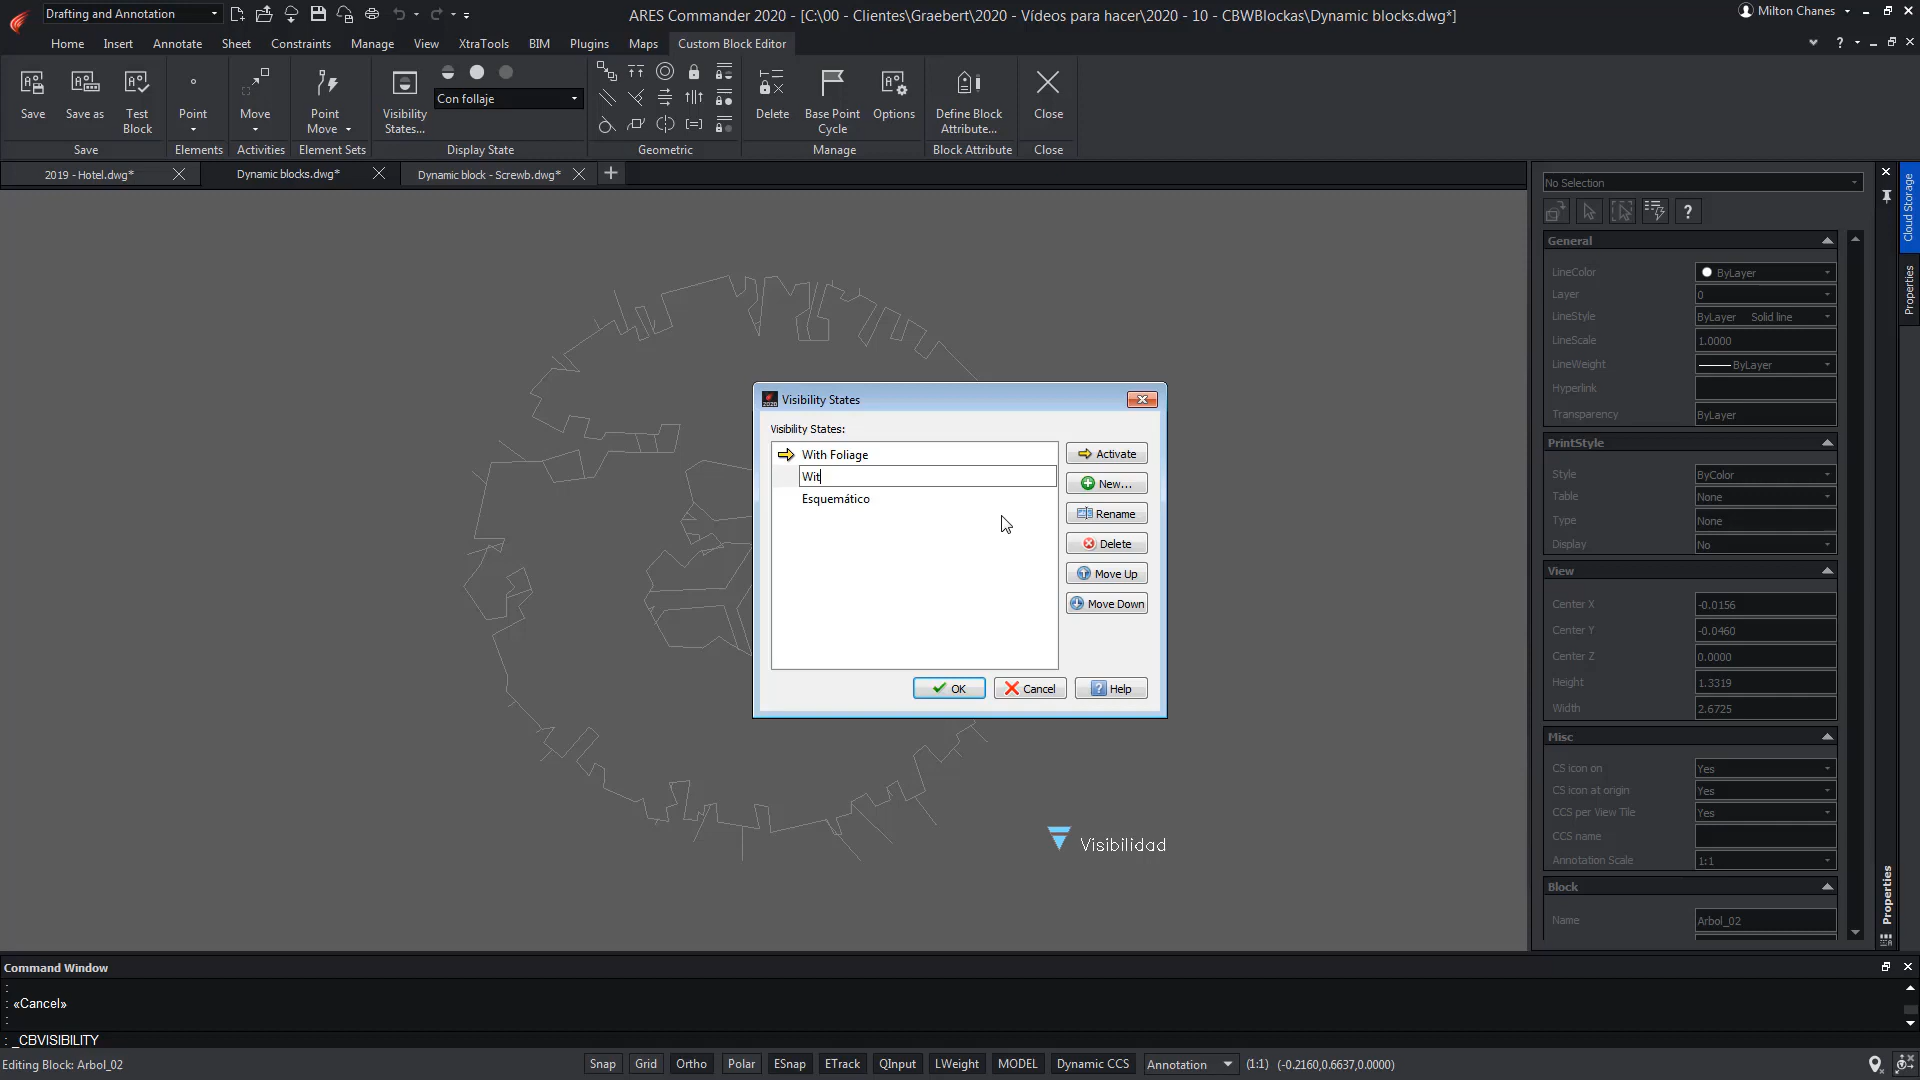 Drafting and Annotation
ARES Commander 2020 - [C:\00 - Clientes\Graebert\2020 - Vídeos para hacer\2020 - 10 - CBWBlockas\Dynamic blocks.dwg*]
Milton Chanes
Home Insert Annotate Sheet Constraints Manage View XtraTools BIM Plugins Maps Custom Block Editor
Save
Save as
Test Block
Point
Move
Point Move
Visibility States...
Con follaje
Delete
Base Point Cycle
Options
Define Block Attribute...
Close
Save Elements Activities Element Sets Display State Geometric Manage Block Attribute Close
2019 - Hotel.dwg*
Dynamic blocks.dwg*
Dynamic block - Screwb.dwg*
No Selection
Cloud Storage
Properties
General
LineColor ByLayer
Layer 0
LineStyle ByLayer Solid line
LineScale 1.0000
LineWeight ByLayer
Hyperlink
Transparency ByLayer
PrintStyle
Style ByColor
Table None
Type None
Display No
View
Center X -0.0156
Center Y -0.0460
Center Z 0.0000
Height 1.3319
Width 2.6725
Misc
CS icon on Yes
CS icon at origin Yes
CCS per View Tile Yes
CCS name
Annotation Scale 1:1
Block
Name Arbol_02
Properties
2020
Visibility States
Visibility States:
With Foliage
Wit
Esquemático
Activate
New...
Rename
Delete
Move Up
Move Down
OK Cancel Help
Visibilidad
Command Window
:
: «Cancel»
:
: _CBVISIBILITY
Editing Block: Arbol_02
Snap Grid Ortho Polar ESnap ETrack QInput LWeight MODEL Dynamic CCS Annotation (1:1) (-0.2160,0.6637,0.0000)